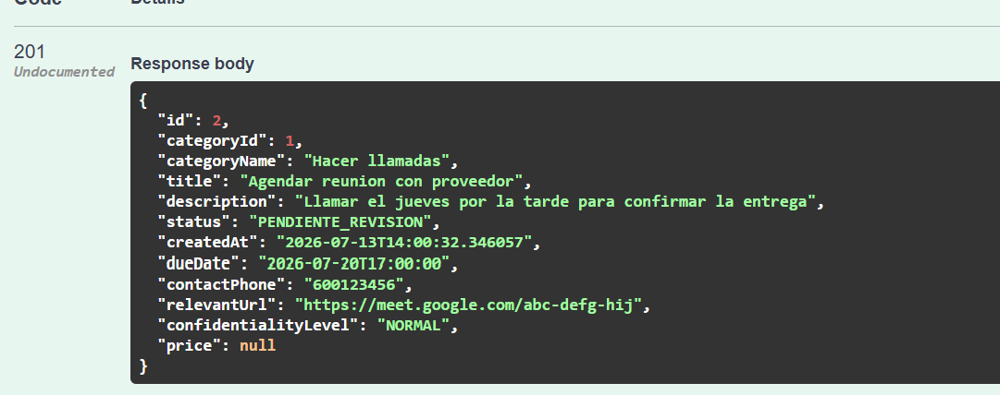 Code Details
201
Undocumented
Response body
{
"id": 2,
"categoryId": 1,
"categoryName": "Hacer llamadas",
"title": "Agendar reunion con proveedor",
"description": "Llamar el jueves por la tarde para confirmar la entrega",
"status": "PENDIENTE_REVISION",
"createdAt": "2026-07-13T14:00:32.346057",
"dueDate": "2026-07-20T17:00:00",
"contactPhone": "600123456",
"relevantUrl": "https://meet.google.com/abc-defg-hij",
"confidentialityLevel": "NORMAL",
"price": null
}